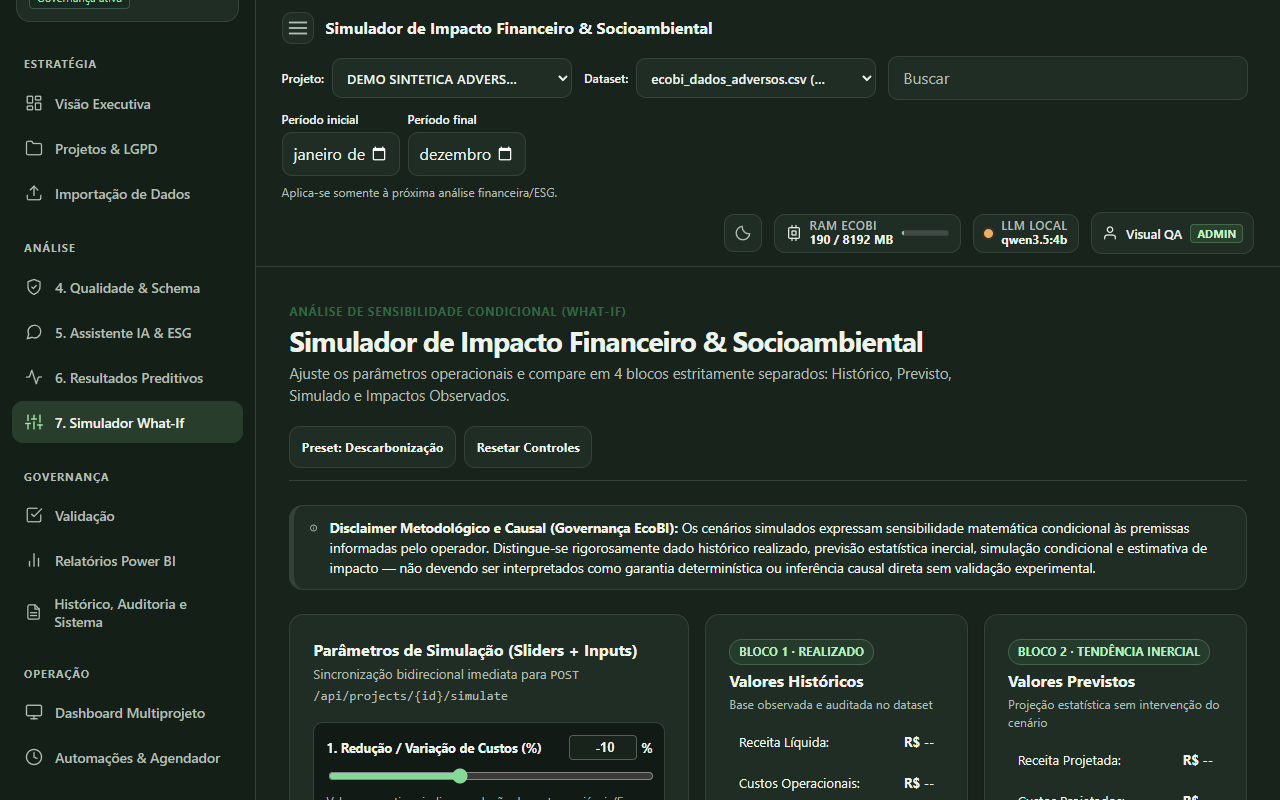 ESTRATÉGIA
Visão Executiva
Projetos & LGPD
Importação de Dados
ANÁLISE
4. Qualidade & Schema
5. Assistente IA & ESG
6. Resultados Preditivos
7. Simulador What-If
GOVERNANÇA
Validação
Relatórios Power BI
Histórico, Auditoria e
Sistema
OPERAÇÃO
Dashboard Multiprojeto
Automações & Agendador
Simulador de Impacto Financeiro & Socioambiental
Projeto: DEMO SINTETICA ADVERS... Dataset: ecobi_dados_adversos.csv (... Buscar
Período inicial Período final
janeiro de dezembro
Aplica-se somente à próxima análise financeira/ESG.
RAM ECOBI
190 / 8192 MB
LLM LOCAL
qwen3.5:4b
Visual QA ADMIN
ANÁLISE DE SENSIBILIDADE CONDICIONAL (WHAT-IF)
Simulador de Impacto Financeiro & Socioambiental
Ajuste os parâmetros operacionais e compare em 4 blocos estritamente separados: Histórico, Previsto,
Simulado e Impactos Observados.
Preset: Descarbonização Resetar Controles
Disclaimer Metodológico e Causal (Governança EcoBI): Os cenários simulados expressam sensibilidade matemática condicional às premissas
informadas pelo operador. Distingue-se rigorosamente dado histórico realizado, previsão estatística inercial, simulação condicional e estimativa de
impacto — não devendo ser interpretados como garantia determinística ou inferência causal direta sem validação experimental.
Parâmetros de Simulação (Sliders + Inputs)
Sincronização bidirecional imediata para POST
/api/projects/{id}/simulate
1. Redução / Variação de Custos (%) -10 %
BLOCO 1 · REALIZADO
Valores Históricos
Base observada e auditada no dataset
Receita Líquida: R$ --
Custos Operacionais: R$ --
BLOCO 2 · TENDÊNCIA INERCIAL
Valores Previstos
Projeção estatística sem intervenção do
cenário
Receita Projetada: R$ --